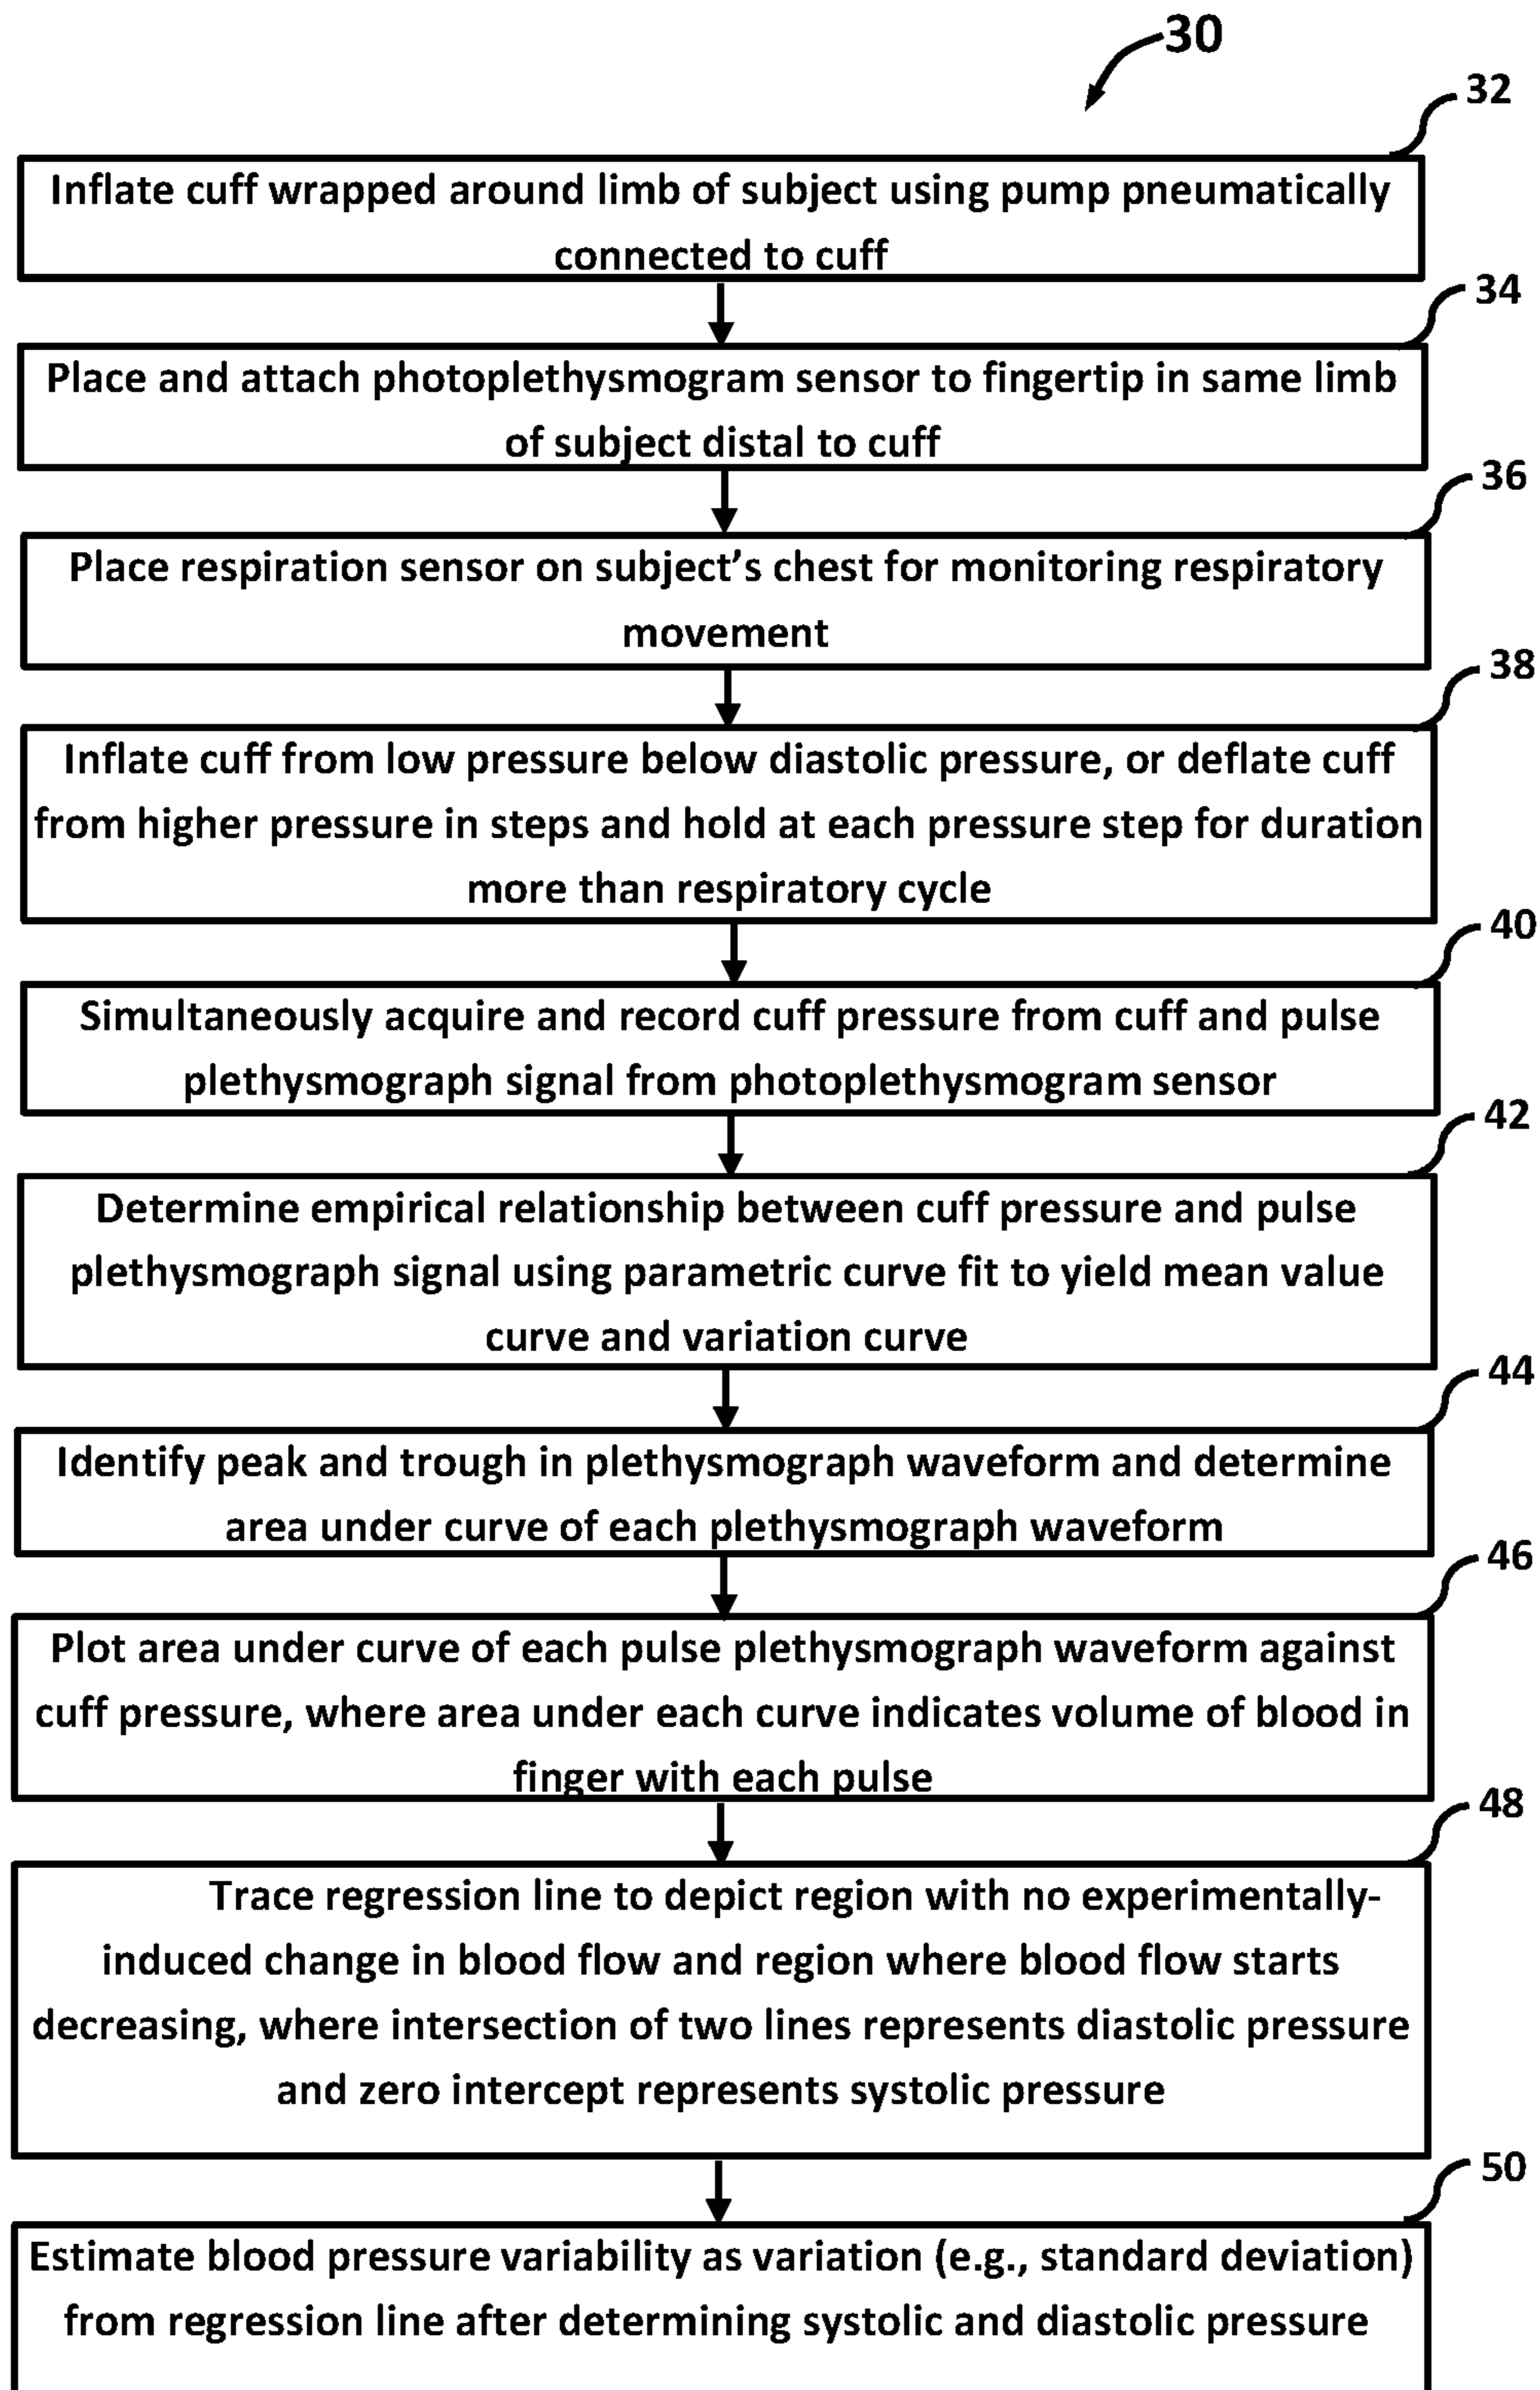 30
32
Inflate cuff wrapped around limb of subject using pump pneumatically
connected to cuff
34
Place and attach photoplethysmogram sensor to fingertip in same limb
of subject distal to cuff
36
Place respiration sensor on subject's chest for monitoring respiratory
movement
38
Inflate cuff from low pressure below diastolic pressure, or deflate cuff
from higher pressure in steps and hold at each pressure step for duration
more than respiratory cycle
40
Simultaneously acquire and record cuff pressure from cuff and pulse
plethysmograph signal from photoplethysmogram sensor
42
Determine empirical relationship between cuff pressure and pulse
plethysmograph signal using parametric curve fit to yield mean value
curve and variation curve
44
Identify peak and trough in plethysmograph waveform and determine
area under curve of each plethysmograph waveform
46
Plot area under curve of each pulse plethysmograph waveform against
cuff pressure, where area under each curve indicates volume of blood in
finger with each pulse
48
Trace regression line to depict region with no experimentally-
induced change in blood flow and region where blood flow starts
decreasing, where intersection of two lines represents diastolic pressure
and zero intercept represents systolic pressure
50
Estimate blood pressure variability as variation (e.g., standard deviation)
from regression line after determining systolic and diastolic pressure